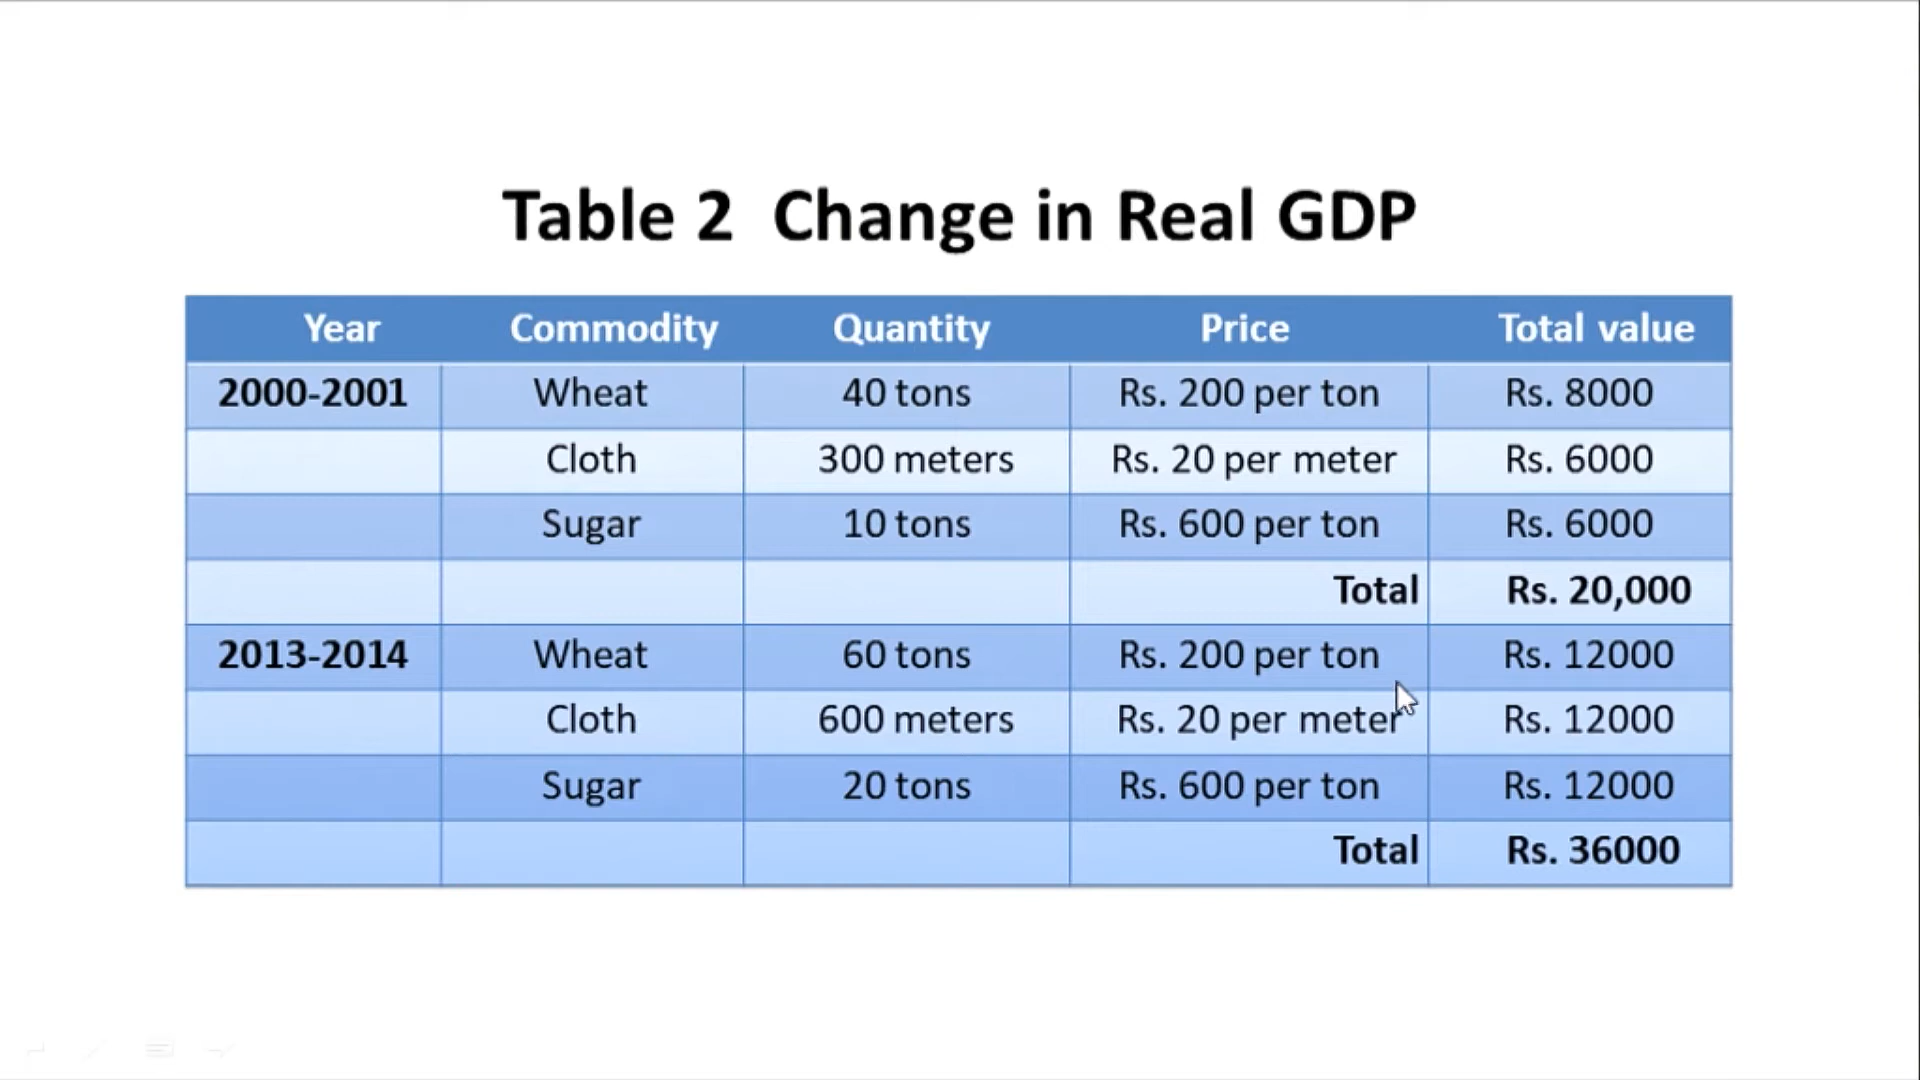 Table 2 Change in Real GDP
Year Commodity Quantity Price Total value
2000-2001 Wheat 40 tons Rs. 200 per ton Rs. 8000
Cloth 300 meters Rs. 20 per meter Rs. 6000
Sugar 10 tons Rs. 600 per ton Rs. 6000
Total Rs. 20,000
2013-2014 Wheat 60 tons Rs. 200 per ton Rs. 12000
Cloth 600 meters Rs. 20 per meter Rs. 12000
Sugar 20 tons Rs. 600 per ton Rs. 12000
Total Rs. 36000